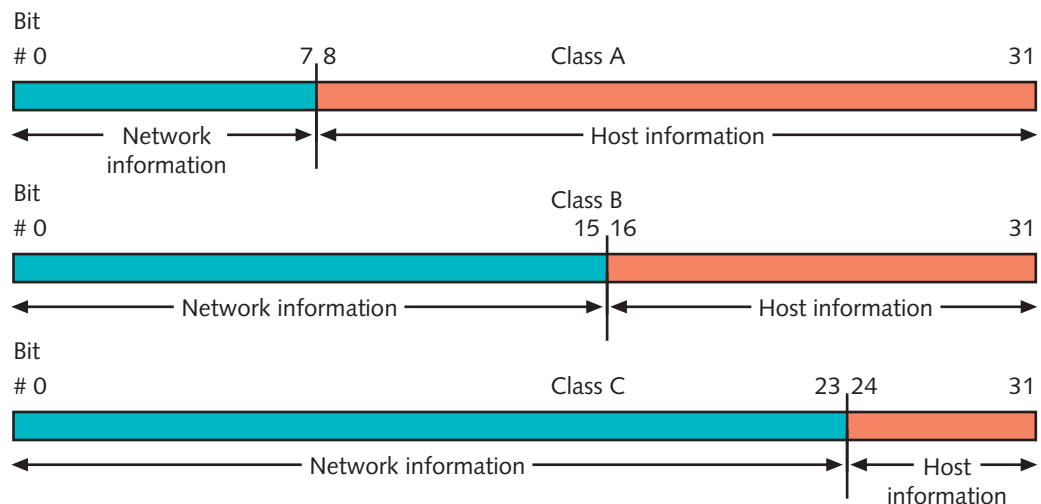 Bit
# 0 7 8 Class A 31
Network information
Host information
Bit
Class B
# 0 15 16 31
Network information Host information
Bit
# 0 Class C 23 24 31
Network information Host information